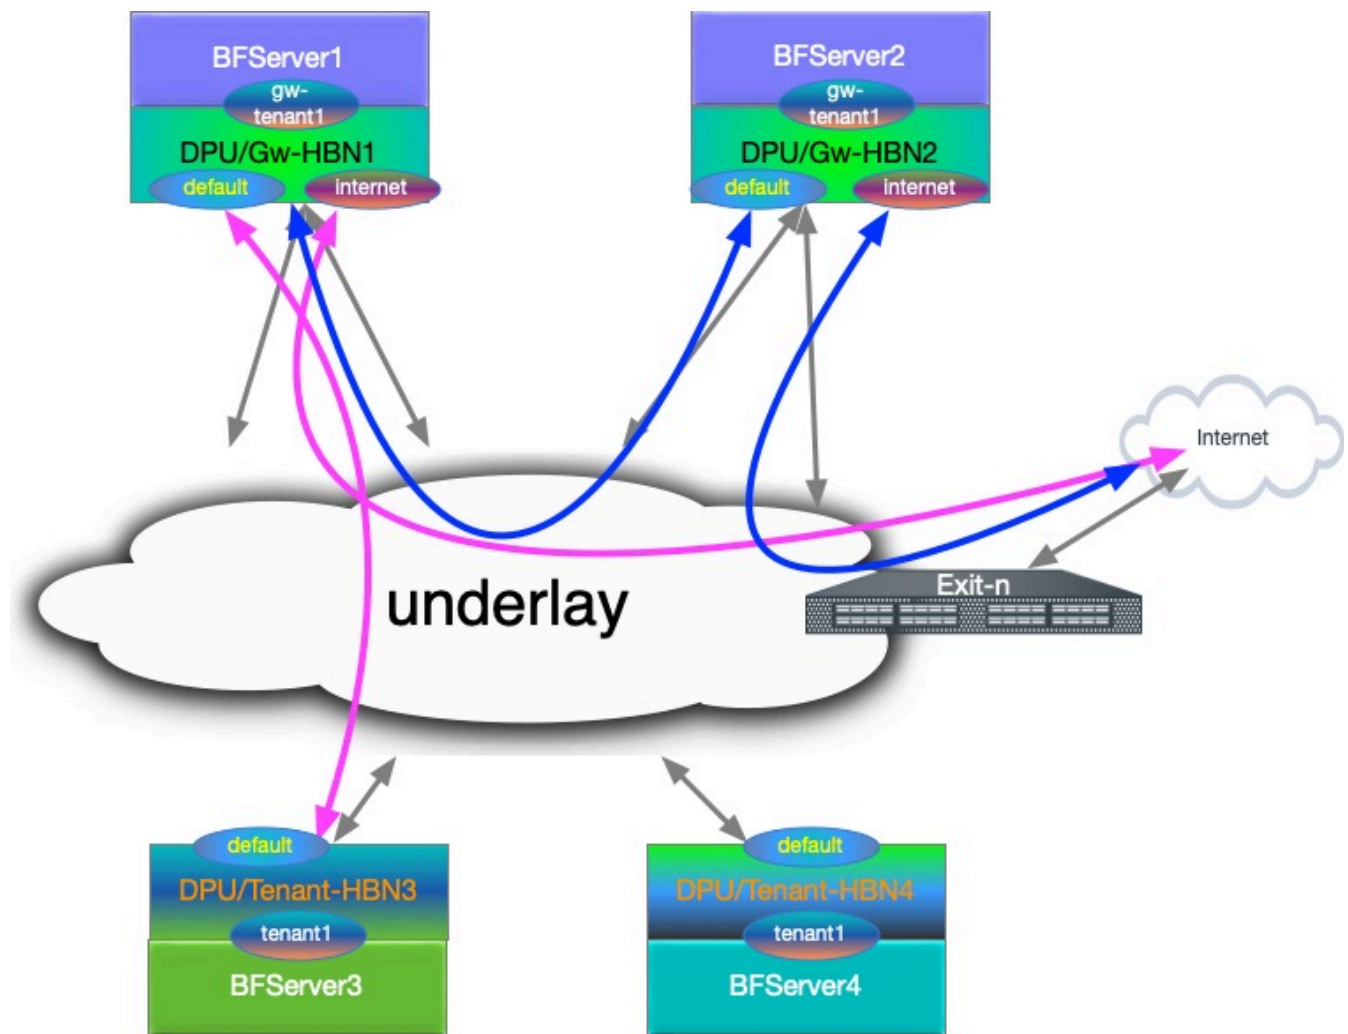 BFServer1
gw-
tenant1
DPU/Gw-HBN1
default
internet
BFServer2
gw-
tenant1
DPU/Gw-HBN2
default
internet
Internet
Exit-n
underlay
default
DPU/Tenant-HBN3
tenant1
BFServer3
default
DPU/Tenant-HBN4
tenant1
BFServer4